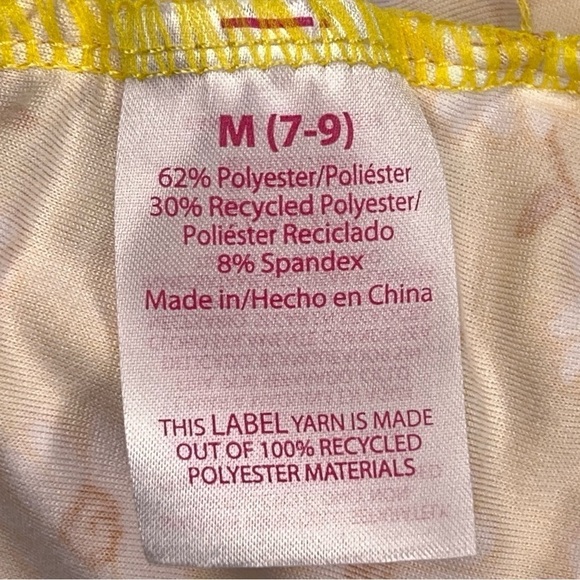 M (7-9)
62% Polyester/Poliéster
30% Recycled Polyester/
Poliéster Reciclado
8% Spandex
Made in/Hecho en China
THIS LABEL YARN IS MADE
OUT OF 100% RECYCLED
POLYESTER MATERIALS